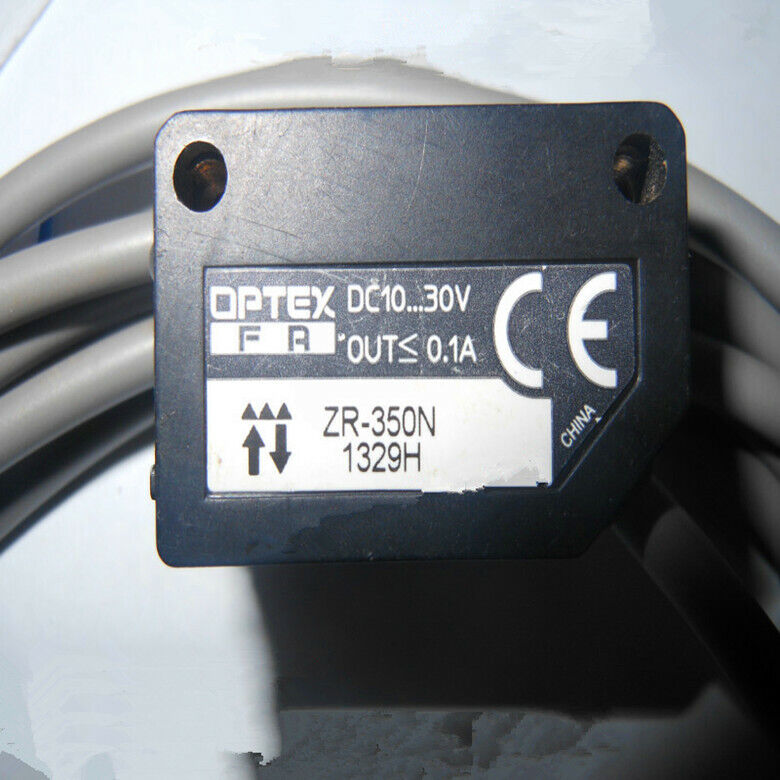 OPTEX DC10...30V
FA OUT≤ 0.1A
CE
ZR-350N
1329H
CHINA